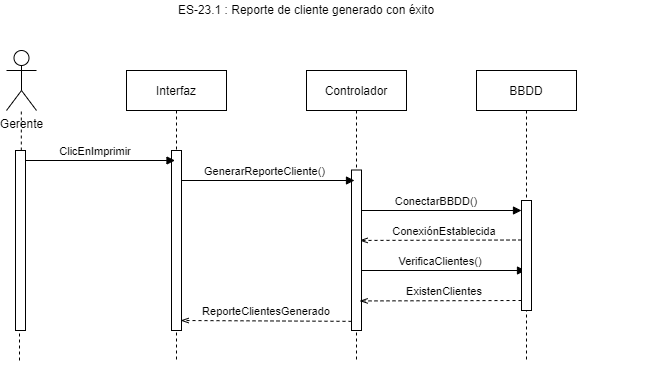 ES-23.1 : Reporte de cliente generado con éxito
Gerente
Interfaz
Controlador
BBDD
ClicEnImprimir
GenerarReporteCliente()
ConectarBBDD()
ConexiónEstablecida
VerificaClientes()
ExistenClientes
ReporteClientesGenerado